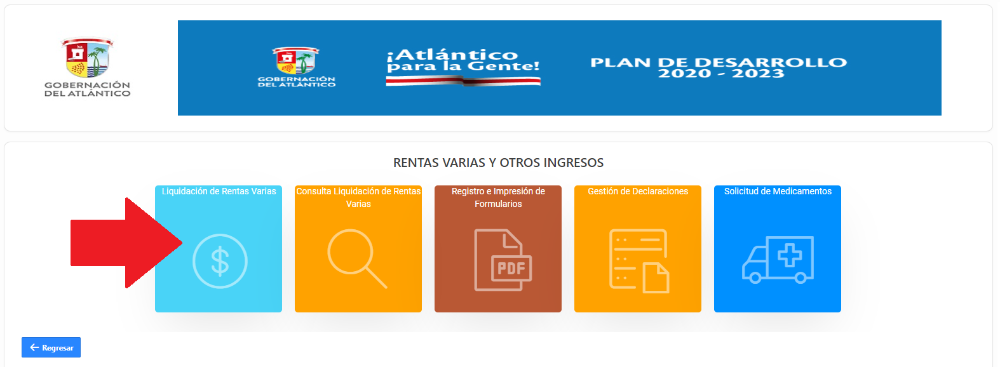 GOBERNACIÓN
DEL ATLÁNTICO
GOBERNACIÓN
DEL ATLÁNTICO
¡Atlántico
para la Gente!
PLAN DE DESARROLLO
2020 - 2023
RENTAS VARIAS Y OTROS INGRESOS
Liquidación de Rentas Varias
Consulta Liquidación de Rentas
Varias
Registro e Impresión de
Formularios
PDF
Gestión de Declaraciones
Solicitud de Medicamentos
Regresar